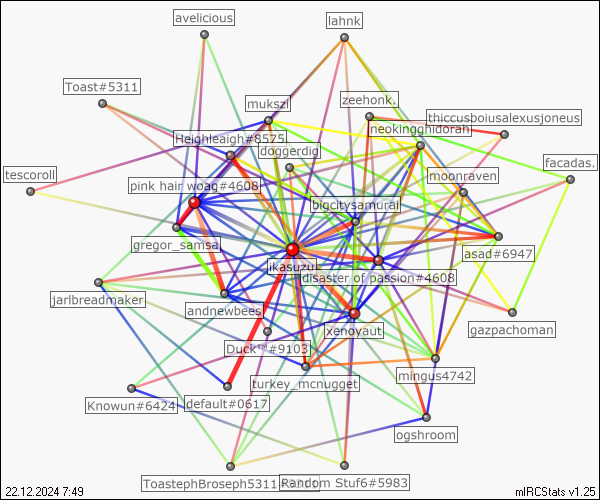 avelicious
lahnk
Toast#5311
mukszi
zeehonk.
thiccusboiusalexusjoneus
neokingghidorah
Heighleaigh#8575
doggerdig
facadas.
tescoroll
moonraven
pink hair woag#4608
bigcitysamurai
gregor_samsa
asad#6947
ikasuzu
disaster of passion#4608
jarlbreadmaker
andnewbees
xenoyaut
gazpachoman
Duck™#9103
turkey_mcnugget
mingus4742
Knowun#6424
default#0617
ogshroom
ToastephBroseph5311
Random Stuf6#5983
22.12.2024 7:49
mIRCStats v1.25